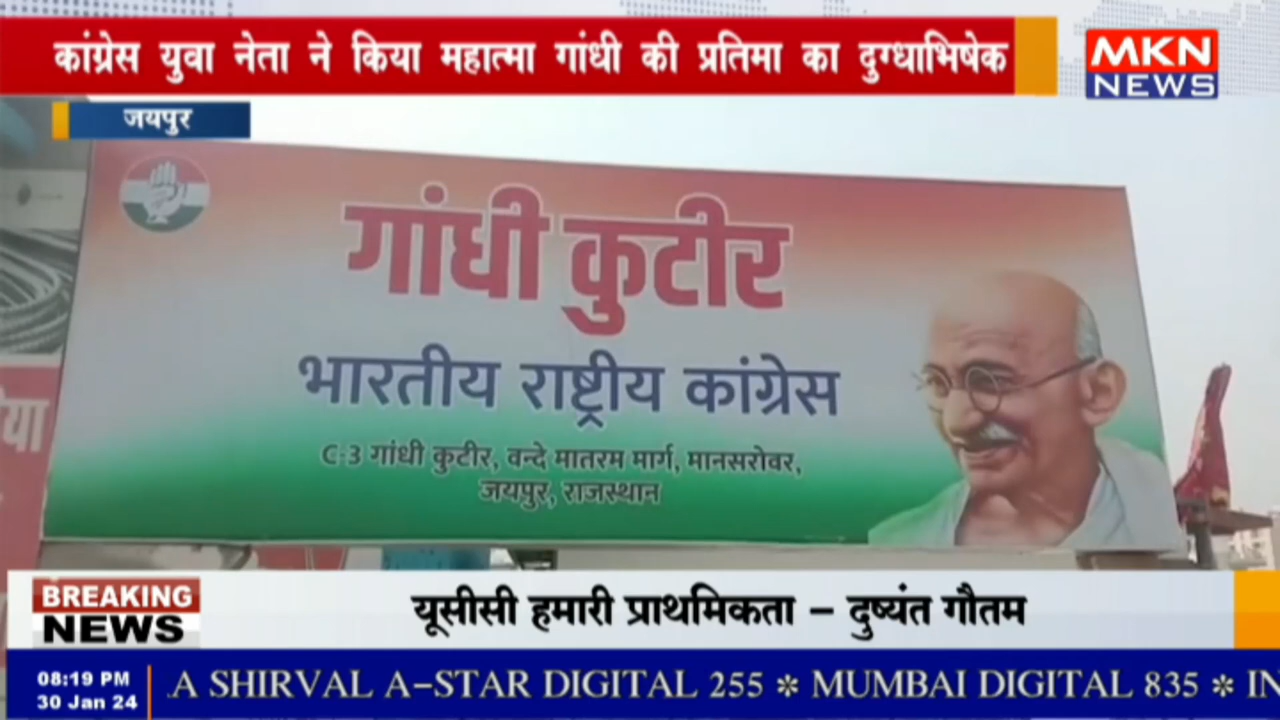 कांग्रेस युवा नेता ने किया महात्मा गांधी की प्रतिमा का दुग्धाभिषेक
MKN
NEWS
जयपुर
गांधी कुटीर
भारतीय राष्ट्रीय कांग्रेस
C-3 गांधी कुटीर, वन्दे मातरम मार्ग, मानसरोवर,
जयपुर, राजस्थान
या
BREAKING
NEWS
यूसीसी हमारी प्राथमिकता – दुष्यंत गौतम
08:19 PM
30 Jan 24
.A SHIRVAL A-STAR DIGITAL 255 * MUMBAI DIGITAL 835 * IN